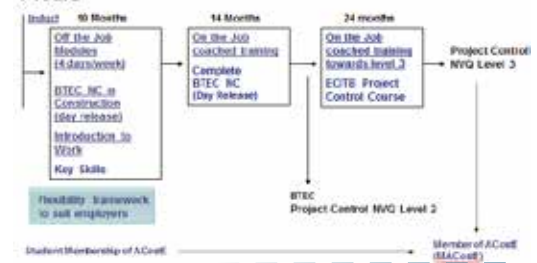 Induct 10 Months
Off the Job
Modules
(4 days/week)
BTEC NC in
Construction
(day release)
Introduction to
Work
Key Skills
14 Months
On the Job
coached training
Complete
BTEC NC
(Day Release)
24 months
On the Job
coached training
towards level 3
ECITB Project
Control Course
Project Control
NVQ Level 3
BTEC
Project Control NVQ Level 2
Flexibility framework
to suit employers
Student Membership of ACostE
Member of ACostE
(MACostE)